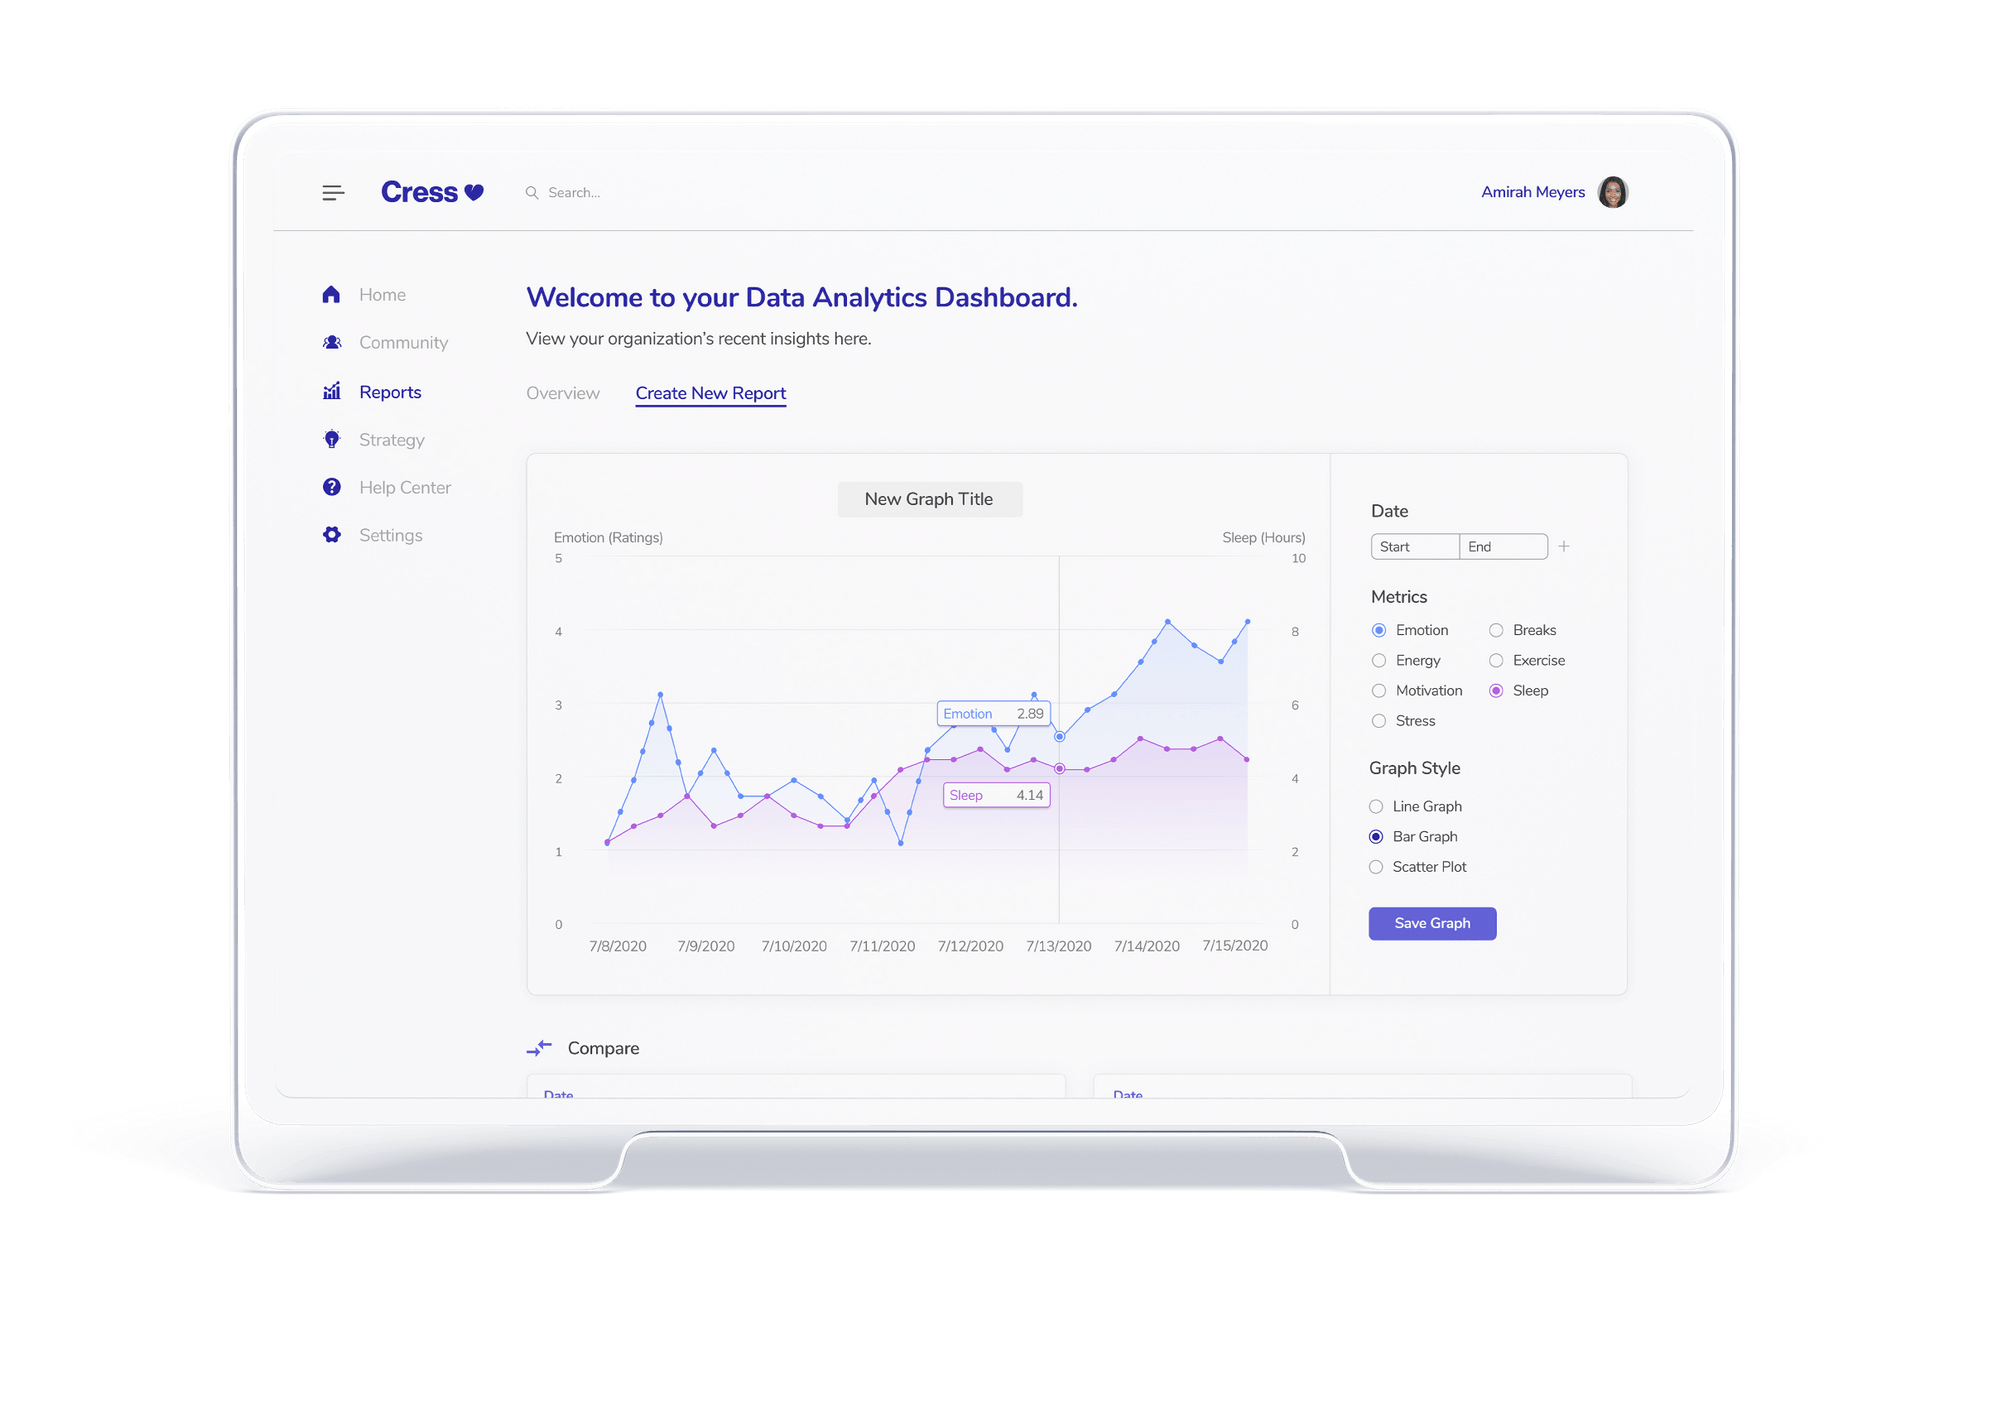 Cress
Search...
Amirah Meyers
Home
Community
Reports
Strategy
Help Center
Settings
Welcome to your Data Analytics Dashboard.
View your organization's recent insights here.
Overview
Create New Report
New Graph Title
Emotion (Ratings)
Sleep (Hours)
5
4
3
2
1
0
10
8
6
4
2
0
Emotion 2.89
Sleep 4.14
7/8/2020 7/9/2020 7/10/2020 7/11/2020 7/12/2020 7/13/2020 7/14/2020 7/15/2020
Date
Start End +
Metrics
Emotion
Breaks
Energy
Exercise
Motivation
Sleep
Stress
Graph Style
Line Graph
Bar Graph
Scatter Plot
Save Graph
Compare
Date
Date